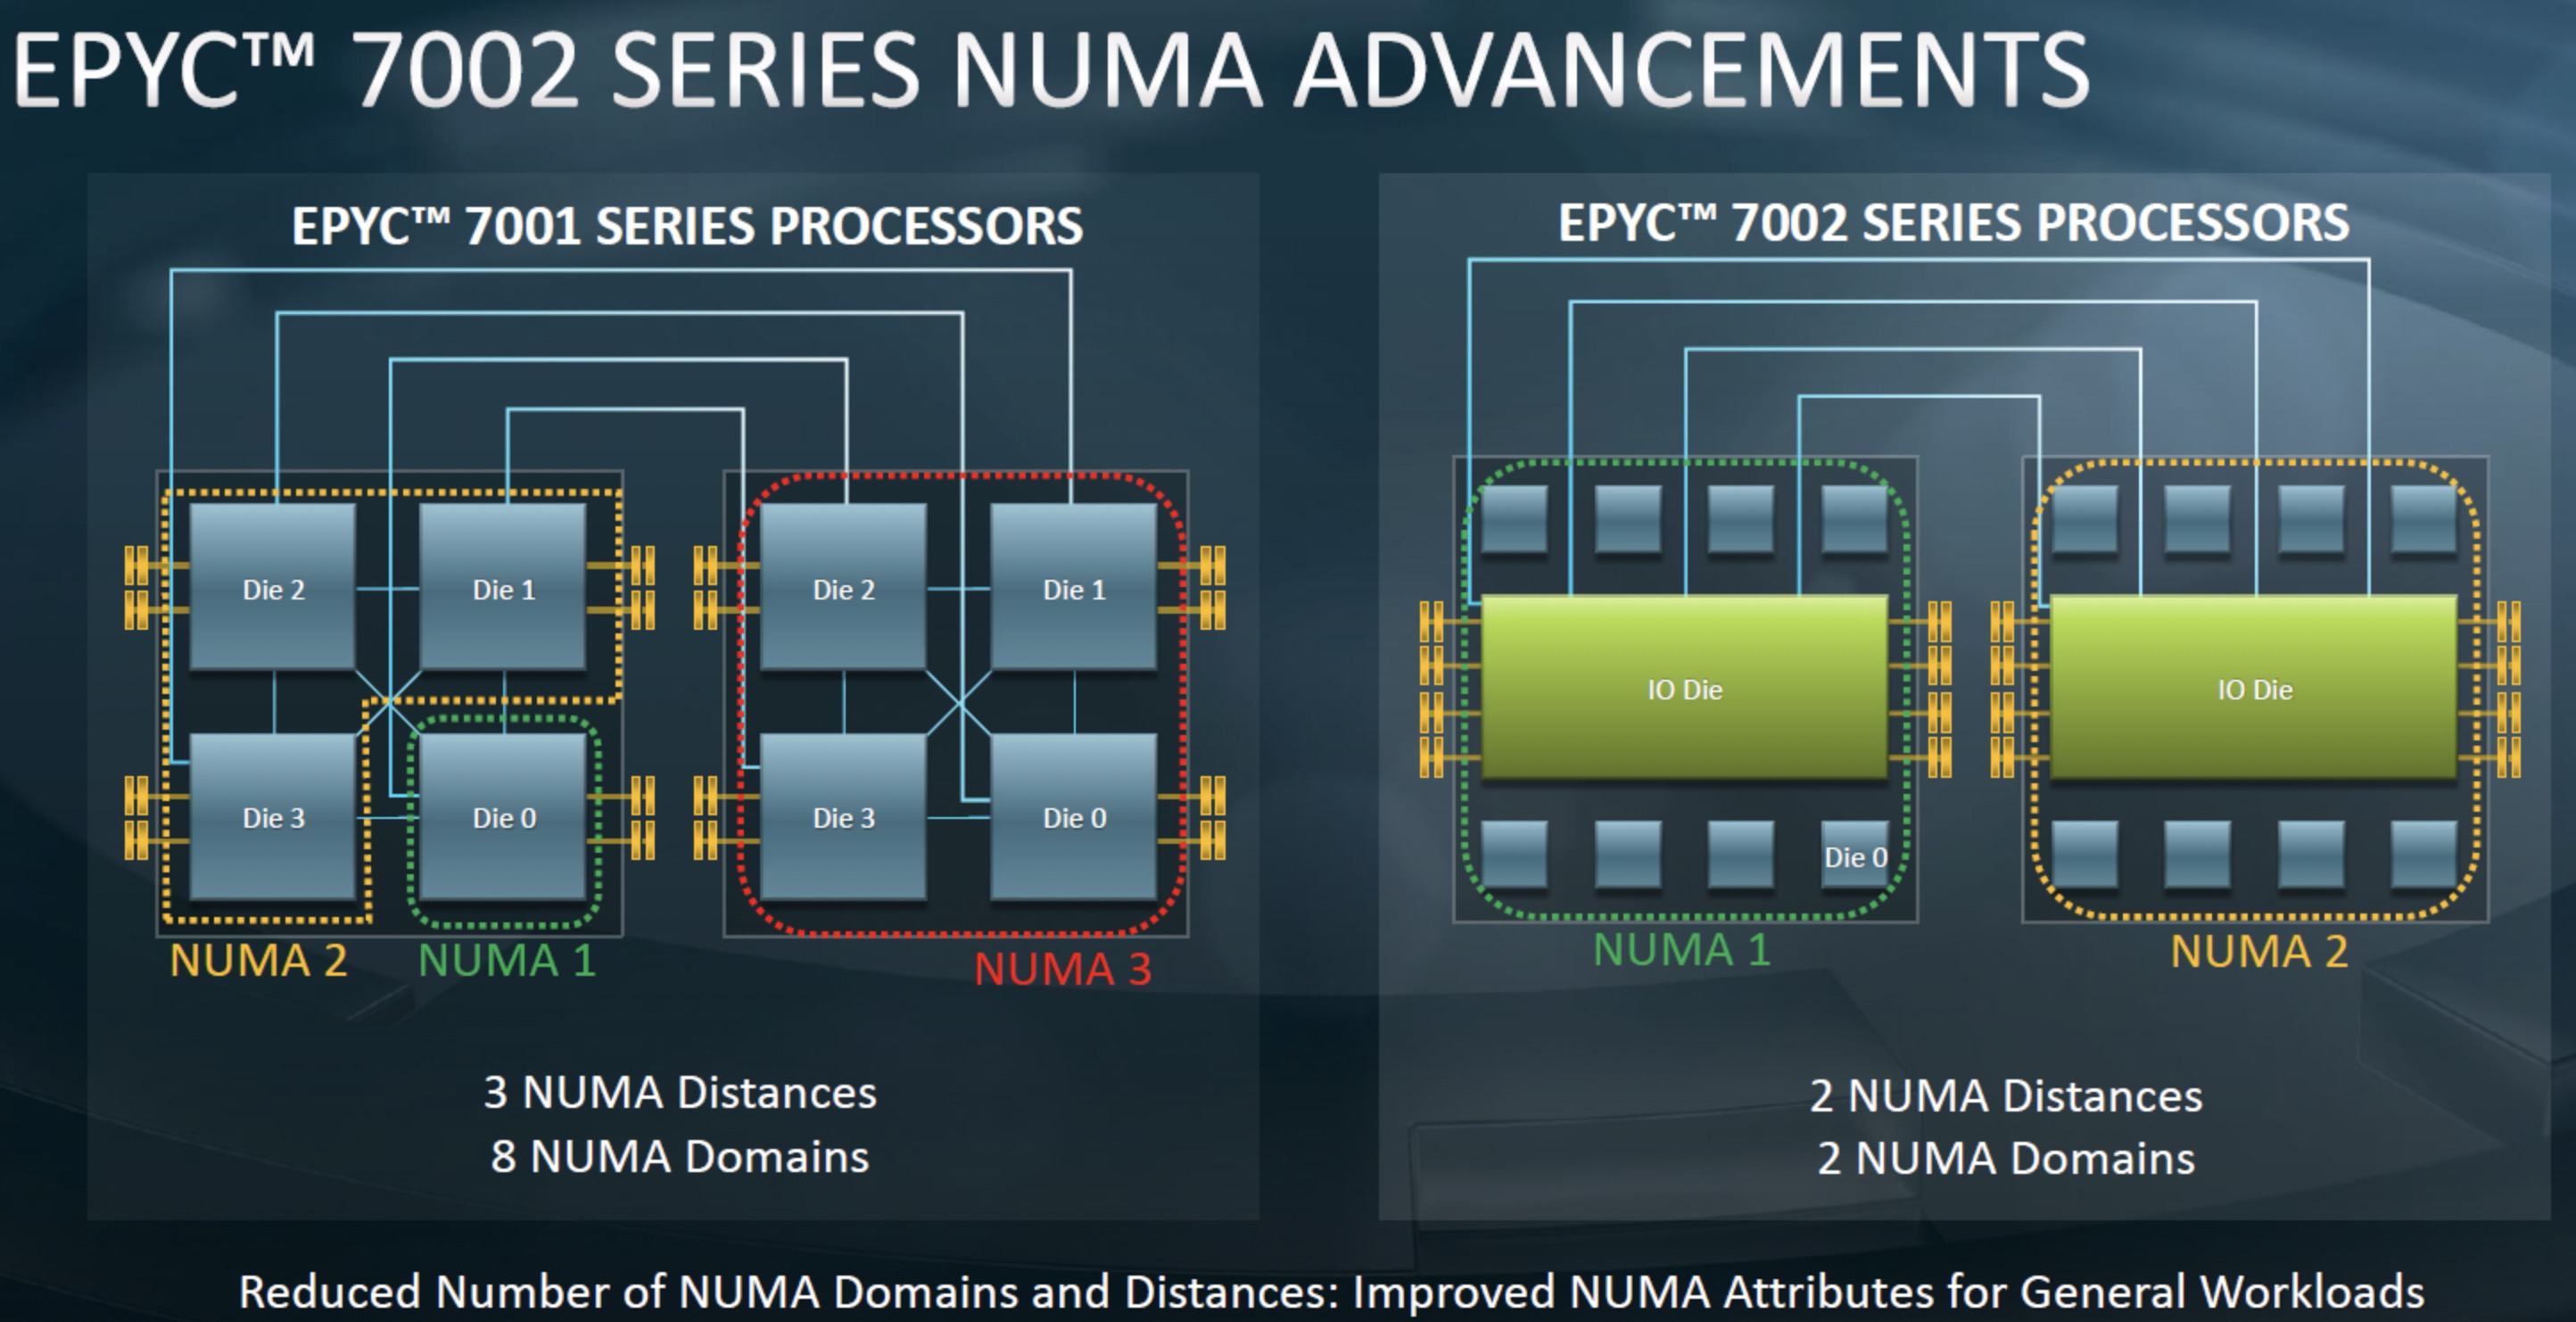 EPYC™ 7002 SERIES NUMA ADVANCEMENTS
EPYC™ 7001 SERIES PROCESSORS
Die 2
Die 1
Die 3
Die 0
Die 2
Die 1
Die 3
Die 0
NUMA 2
NUMA 1
NUMA 3
3 NUMA Distances
8 NUMA Domains
EPYC™ 7002 SERIES PROCESSORS
IO Die
IO Die
Die 0
NUMA 1
NUMA 2
2 NUMA Distances
2 NUMA Domains
Reduced Number of NUMA Domains and Distances: Improved NUMA Attributes for General Workloads